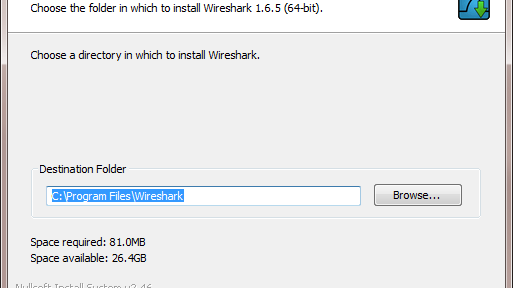 Choose the folder in which to install Wireshark 1.6.5 (64-bit).
Choose a directory in which to install Wireshark.
Destination Folder
C:\Program Files\Wireshark
Browse...
Space required: 81.0MB
Space available: 26.4GB
Nullsoft Install System v2.46